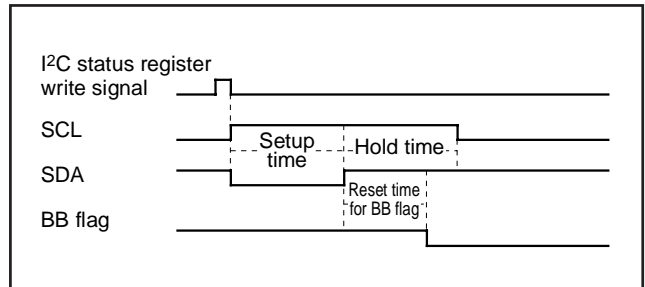 I²C status register
write signal
SCL
Setup
time
Hold time
SDA
Reset time
for BB flag
BB flag